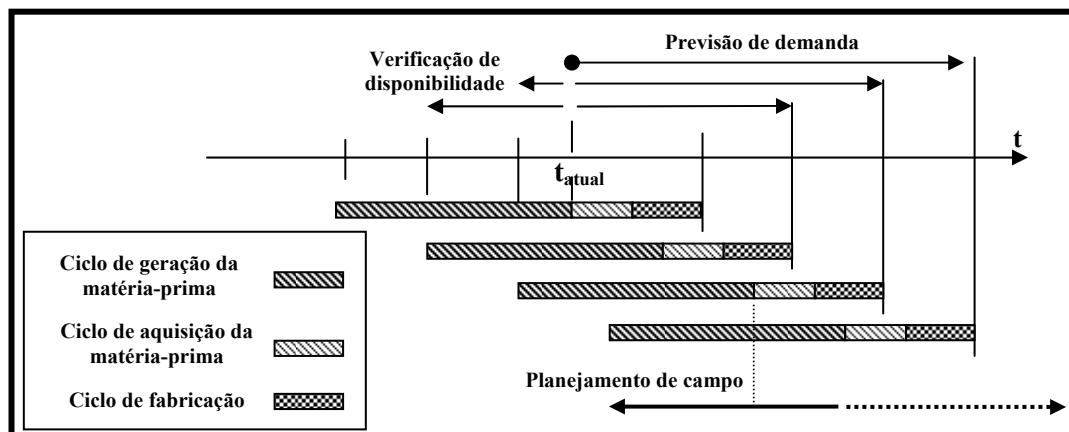 Previsão de demanda
Verificação de
disponibilidade
t
t atual
Ciclo de geração da
matéria-prima
Ciclo de aquisição da
matéria-prima
Ciclo de fabricação
Planejamento de campo